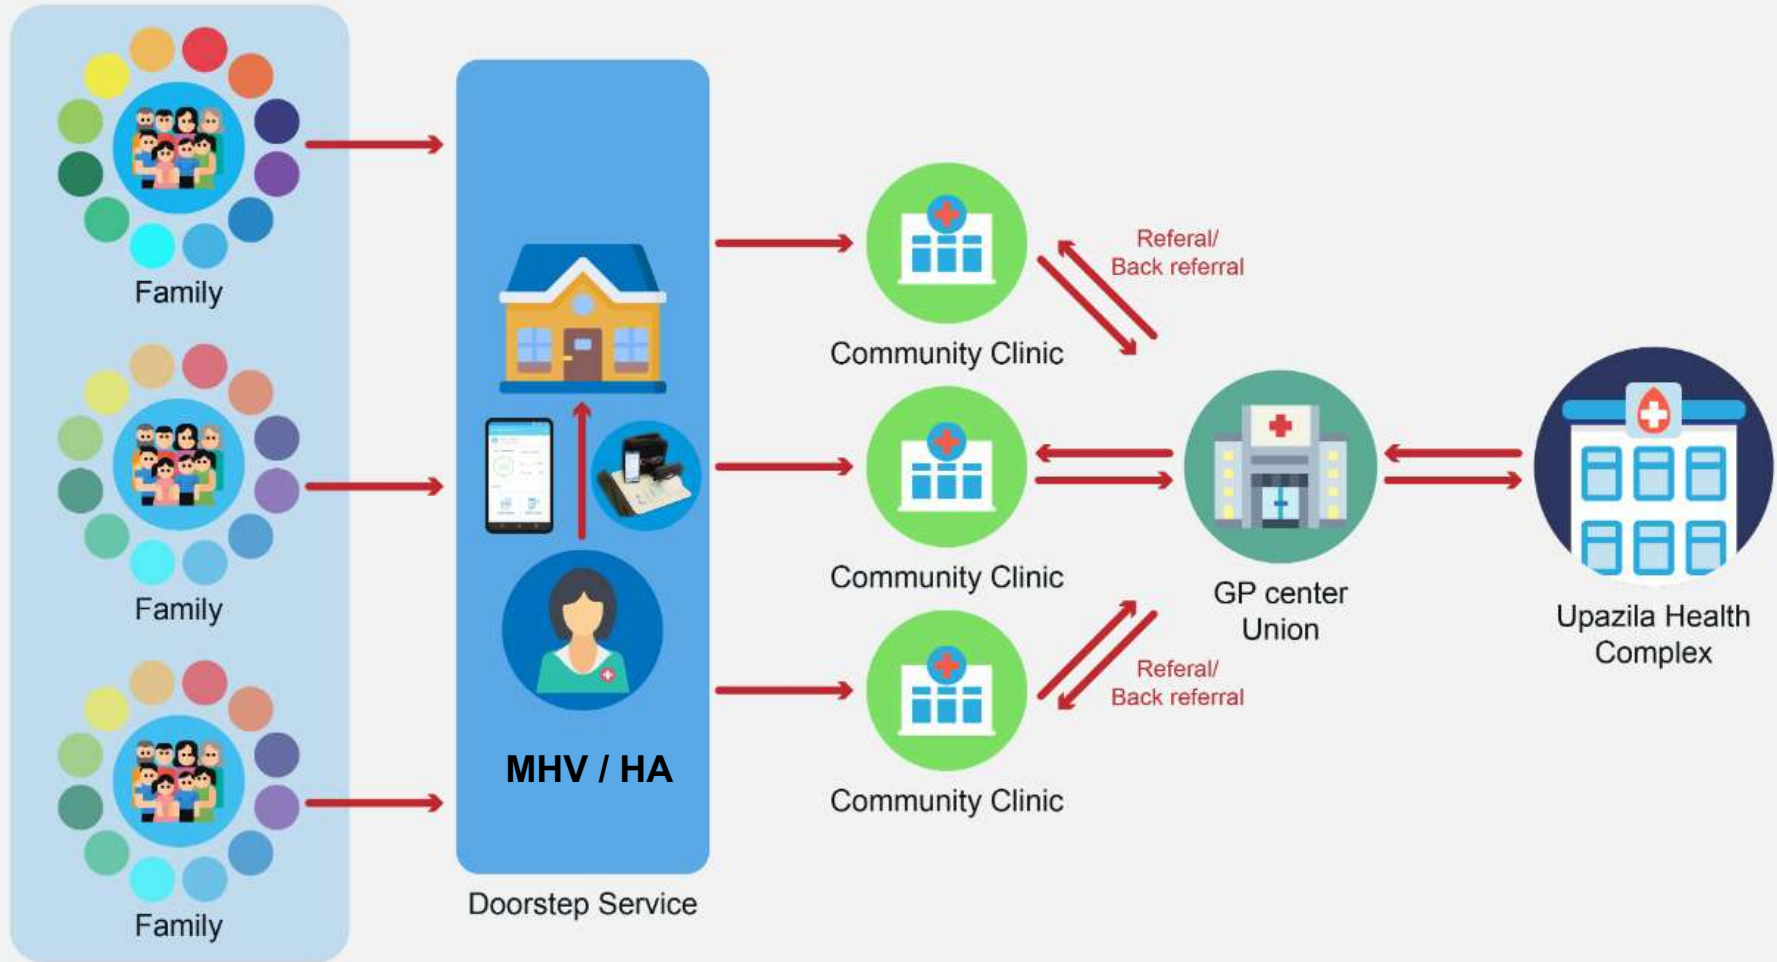 Family
Family
Family
MHV / HA
Doorstep Service
Community Clinic
Community Clinic
Community Clinic
Referal/
Back referral
Referal/
Back referral
GP center
Union
Upazila Health
Complex